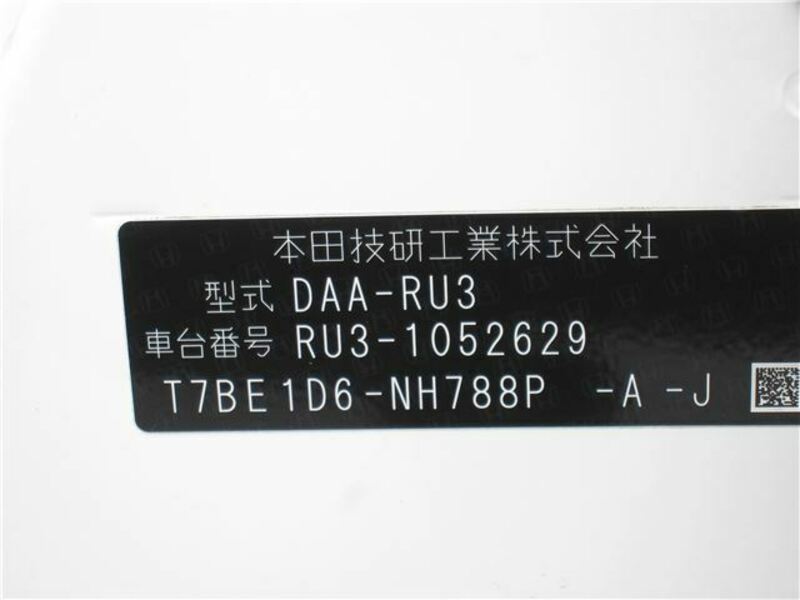 本田技研工業株式会社
型式 DAA-RU3
車台番号 RU3-1052629
T7BE1D6-NH788P -A -J